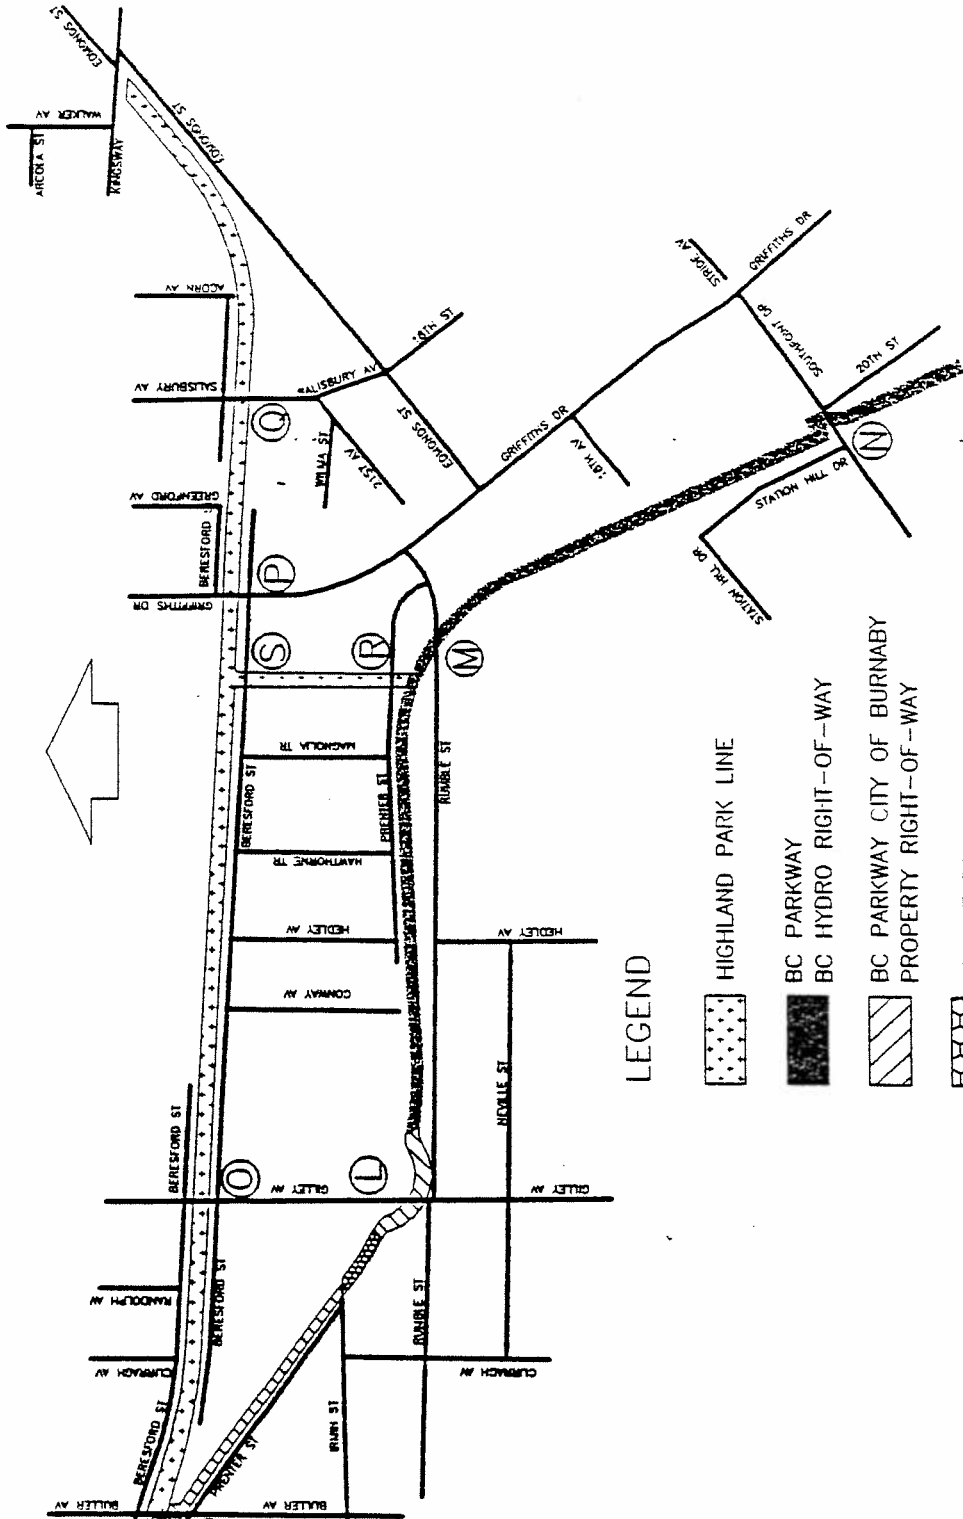 EDMONDS ST
WALKER AV
ARCOLA ST
KINGSWAY
EDMONDS ST
ACORN AV
SALISBURY AV
SALISBURY AV
18TH ST
Q
WILMA ST
21ST AV
EDMONDS ST
GREENFORD AV
BERESFORD S
P
GRIFFITHS DR
GRIFFITHS DR
18TH AV
STRIDE AV
GRIFFITHS DR
SOUTHPOINT DR
20TH ST
N
STATION HILL DR
STATION HILL DR
S
R
M
MAGNOLIA TR
BERESFORD ST
PRENTER ST
RUMBLE ST
HAWTHORNE TR
HEDLEY AV
HEDLEY AV
CONWAY AV
NEVILLE ST
BERESFORD ST
O
L
GILLEY AV
GILLEY AV
RANDOLPH AV
BERESFORD ST
RUMBLE ST
CURRAGH AV
CURRAGH AV
BERESFORD ST
PRENTER ST
IRWIN ST
BULLER AV
BULLER AV
LEGEND
HIGHLAND PARK LINE
BC PARKWAY
BC HYDRO RIGHT-OF-WAY
BC PARKWAY CITY OF BURNABY
PROPERTY RIGHT-OF-WAY